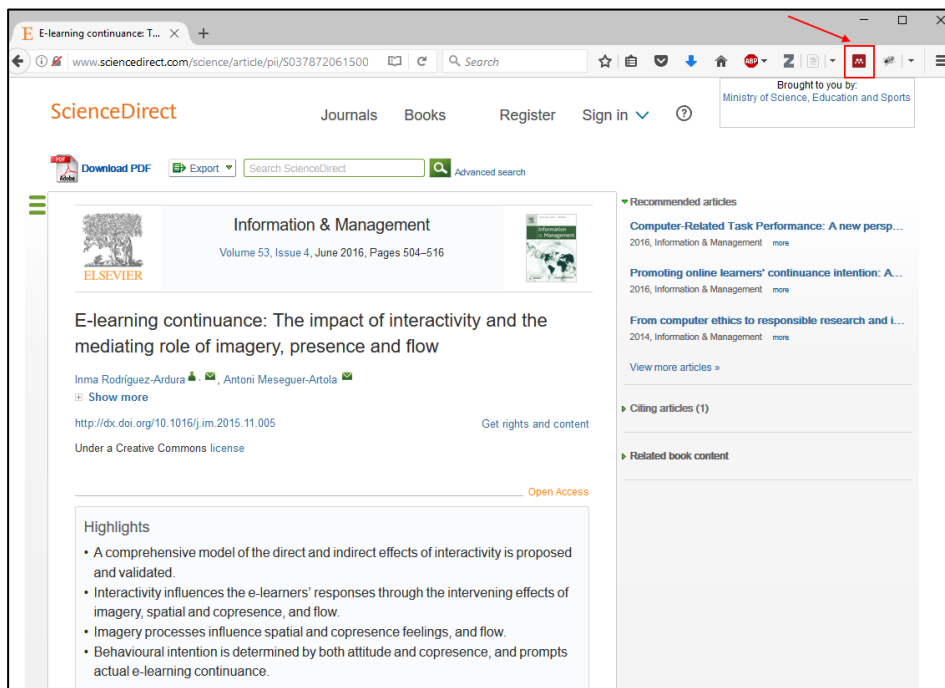 E-learning continuance: T...
www.sciencedirect.com/science/article/pii/S037872061500
Search
ABP
Z
Brought to you by:
Ministry of Science, Education and Sports
ScienceDirect
Journals
Books
Register
Sign in
?
PDF
Adobe
Download PDF
Export
Search ScienceDirect
Advanced search
ELSEVIER
Information & Management
Volume 53, Issue 4, June 2016, Pages 504–516
Information & Management
E-learning continuance: The impact of interactivity and the
mediating role of imagery, presence and flow
Inma Rodríguez-Ardura , Antoni Meseguer-Artola
Show more
http://dx.doi.org/10.1016/j.im.2015.11.005
Get rights and content
Under a Creative Commons license
Open Access
Highlights
• A comprehensive model of the direct and indirect effects of interactivity is proposed
and validated.
• Interactivity influences the e-learners' responses through the intervening effects of
imagery, spatial and copresence, and flow.
• Imagery processes influence spatial and copresence feelings, and flow.
• Behavioural intention is determined by both attitude and copresence, and prompts
actual e-learning continuance.
Recommended articles
Computer-Related Task Performance: A new persp...
2016, Information & Management more
Promoting online learners' continuance intention: A...
2016, Information & Management more
From computer ethics to responsible research and i...
2014, Information & Management more
View more articles »
Citing articles (1)
Related book content